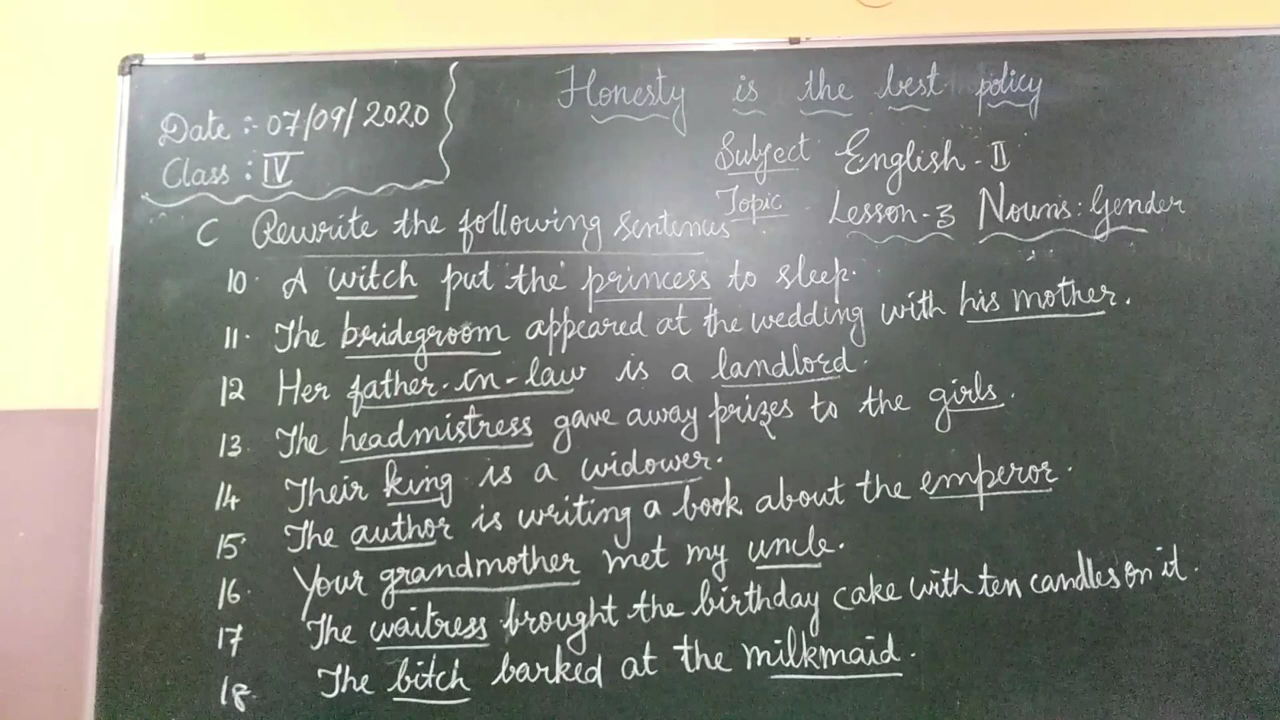 Honesty is the best policy
Date :- 07/09/2020
Class : IV
Subject English - II
Topic - Lesson-3 Nouns: Gender
C Rewrite the following sentences
10. A witch put the princess to sleep.
11. The bridegroom appeared at the wedding with his mother.
12 Her father-in-law is a landlord.
13. The headmistress gave away prizes to the girls.
14 Their king is a widower.
15. The author is writing a book about the emperor.
16. Your grandmother met my uncle.
17 The waitress brought the birthday cake with ten candles on it.
18. The bitch barked at the milkmaid.